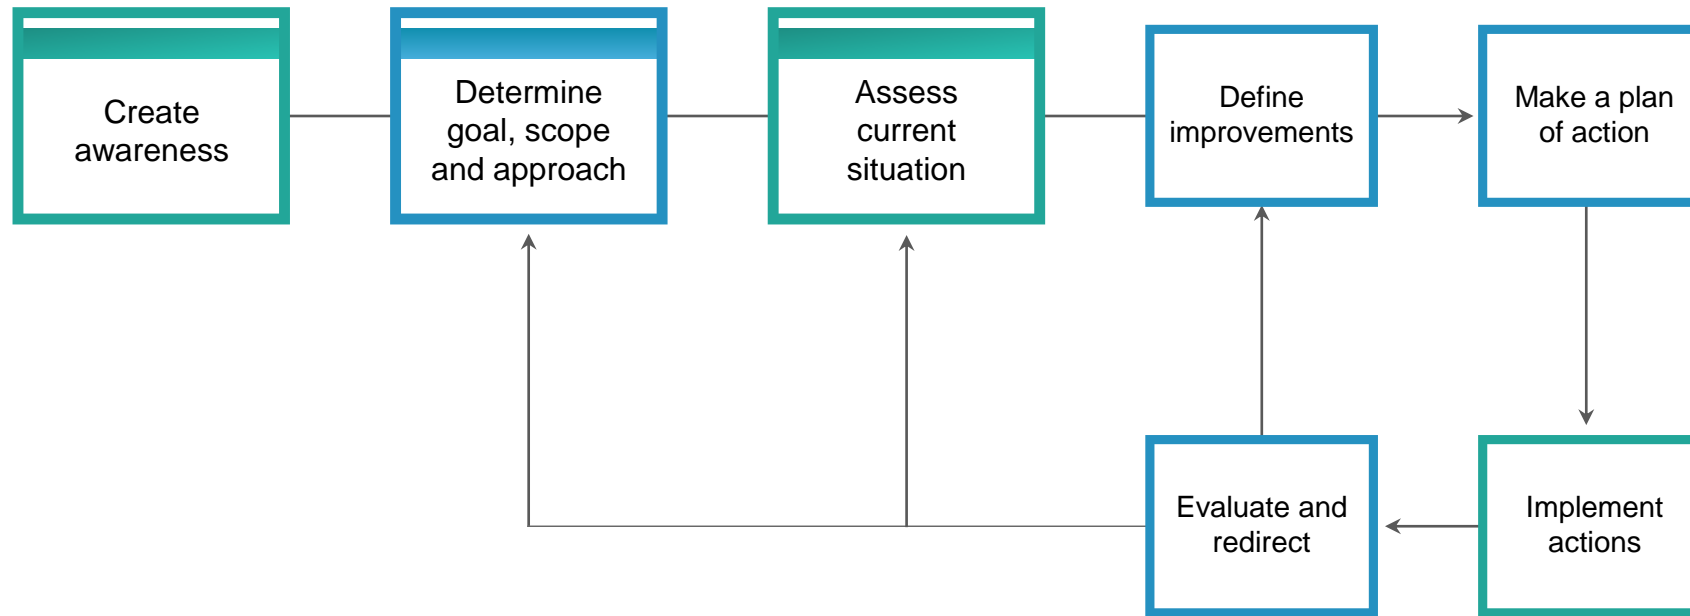 Create
awareness
Determine
goal, scope
and approach
Assess
current
situation
Define
improvements
Make a plan
of action
Evaluate and
redirect
Implement
actions